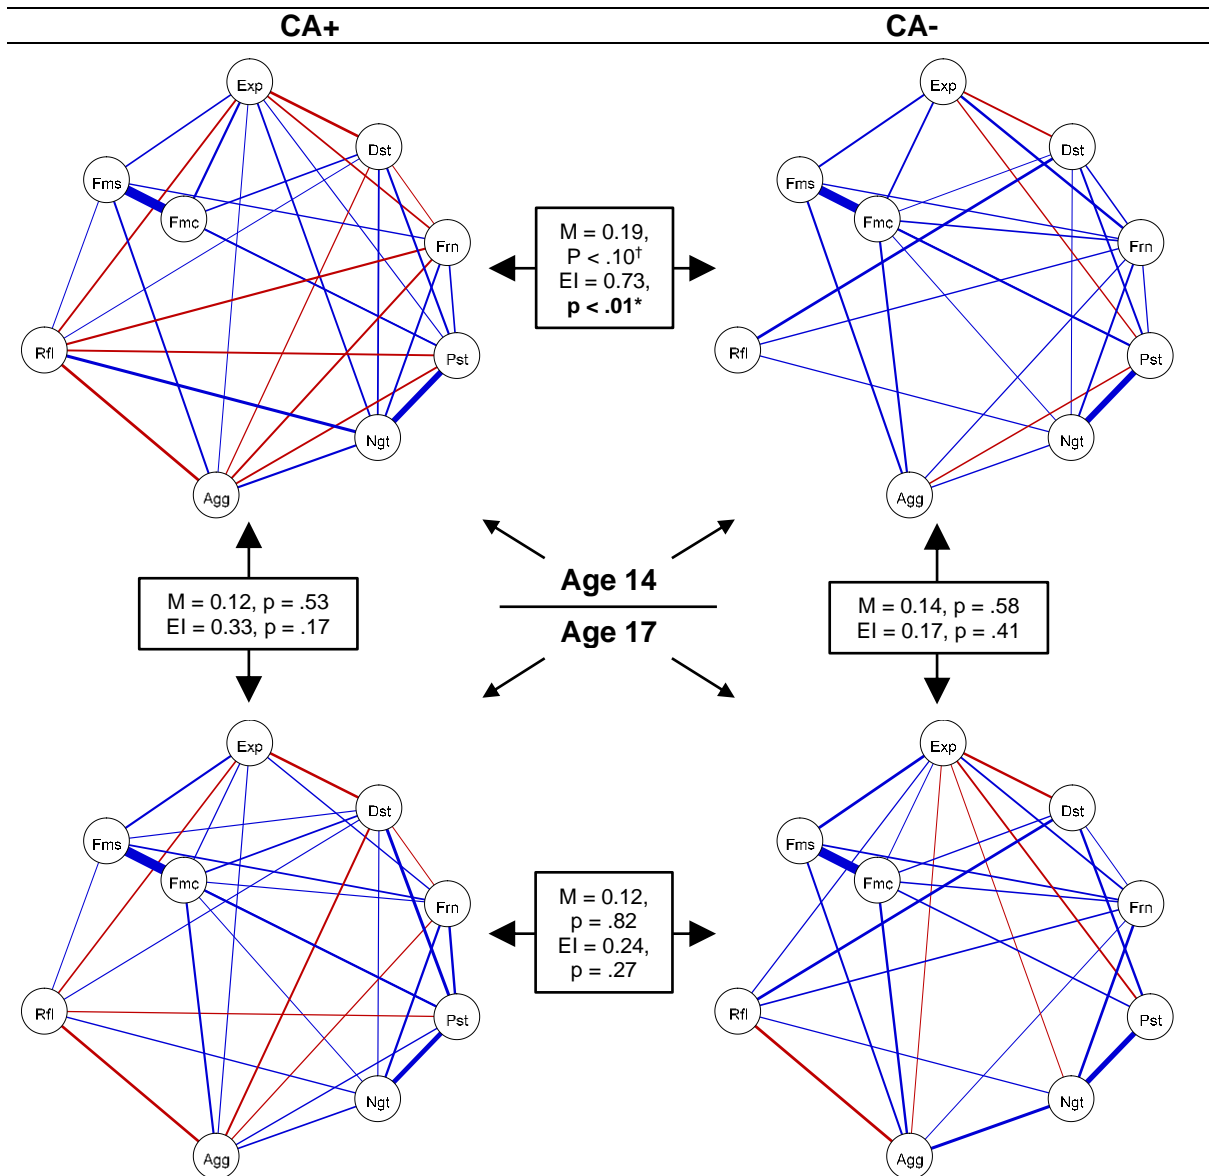 CA+
CA-
Exp
Dst
Fms
Fmc
Frn
Rfl
Pst
Ngt
Agg
M = 0.19,
P < .10†
EI = 0.73,
p < .01*
Exp
Dst
Fms
Fmc
Frn
Rfl
Pst
Ngt
Agg
M = 0.12, p = .53
EI = 0.33, p = .17
Age 14
Age 17
M = 0.14, p = .58
EI = 0.17, p = .41
Exp
Dst
Fms
Fmc
Frn
Rfl
Pst
Ngt
Agg
M = 0.12,
p = .82
EI = 0.24,
p = .27
Exp
Dst
Fms
Fmc
Frn
Rfl
Pst
Ngt
Agg